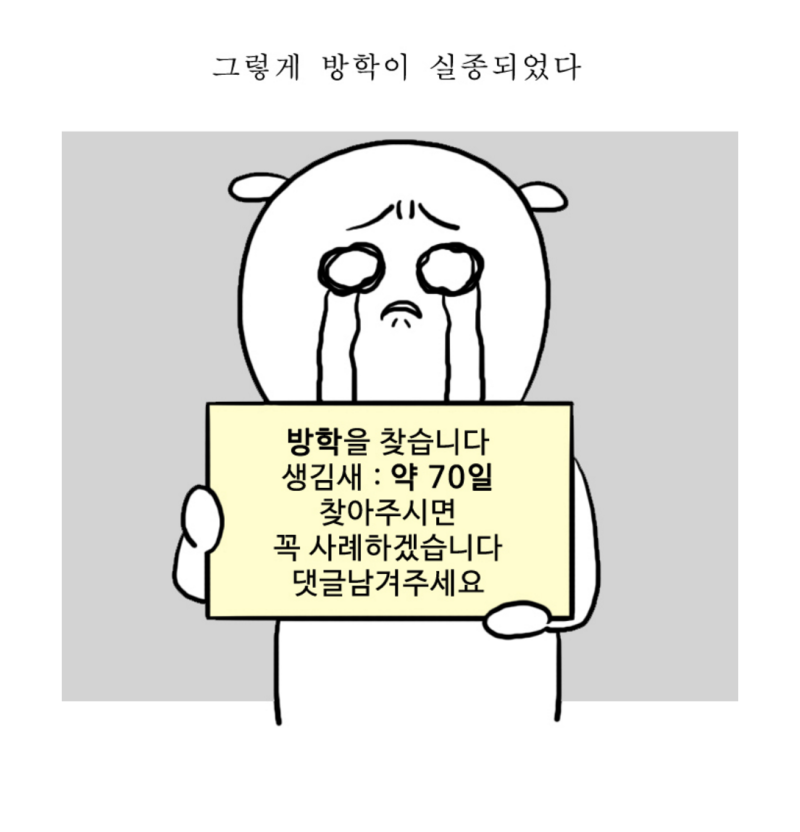 그렇게 방학이 실종되었다
방학을 찾습니다
생김새 : 약 70일
찾아주시면
꼭 사례하겠습니다
댓글남겨주세요